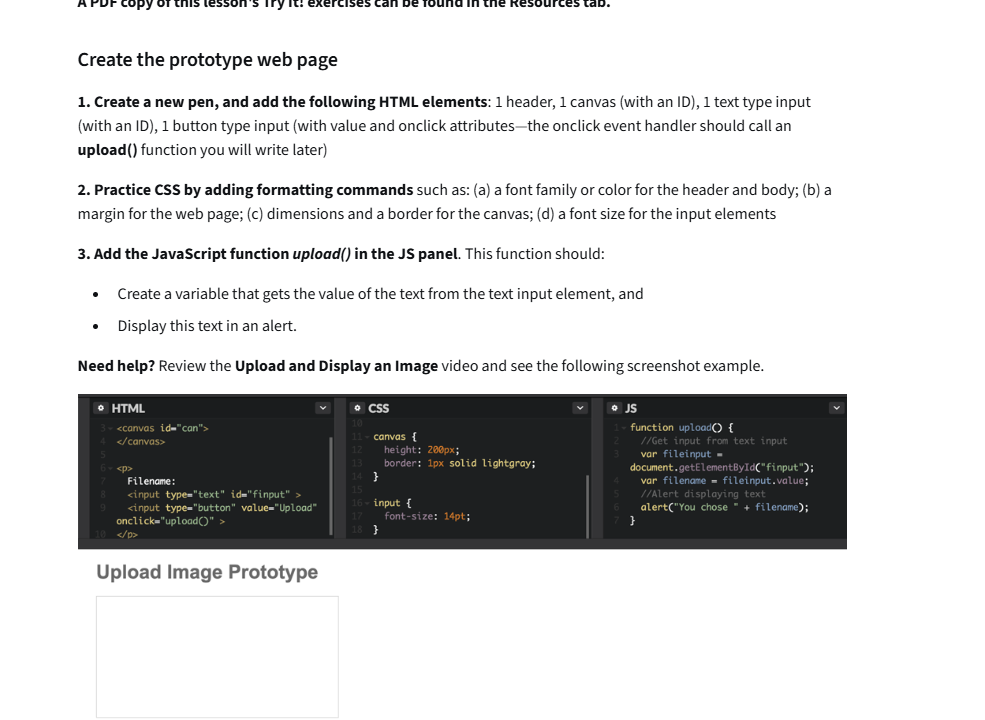 A PDF copy of this lesson's Try It! exercises can be found in the Resources tab.
Create the prototype web page
1. Create a new pen, and add the following HTML elements: 1 header, 1 canvas (with an ID), 1 text type input
(with an ID), 1 button type input (with value and onclick attributes—the onclick event handler should call an
upload() function you will write later)
2. Practice CSS by adding formatting commands such as: (a) a font family or color for the header and body; (b) a
margin for the web page; (c) dimensions and a border for the canvas; (d) a font size for the input elements
3. Add the JavaScript function upload() in the JS panel. This function should:
• Create a variable that gets the value of the text from the text input element, and
• Display this text in an alert.
Need help? Review the Upload and Display an Image video and see the following screenshot example.
HTML
3 <canvas id="can">
4 </canvas>
5
6 <p>
7 Filename:
8 <input type="text" id="finput" >
9 <input type="button" value="Upload"
onclick="upload()" >
10 </p>
CSS
10
11 canvas {
12 height: 200px;
13 border: 1px solid lightgray;
14 }
15
16 input {
17 font-size: 14pt;
18 }
JS
1 function upload() {
2 //Get input from text input
3 var fileinput =
document.getElementById("finput");
4 var filename = fileinput.value;
5 //Alert displaying text
6 alert("You chose " + filename);
7 }
Upload Image Prototype